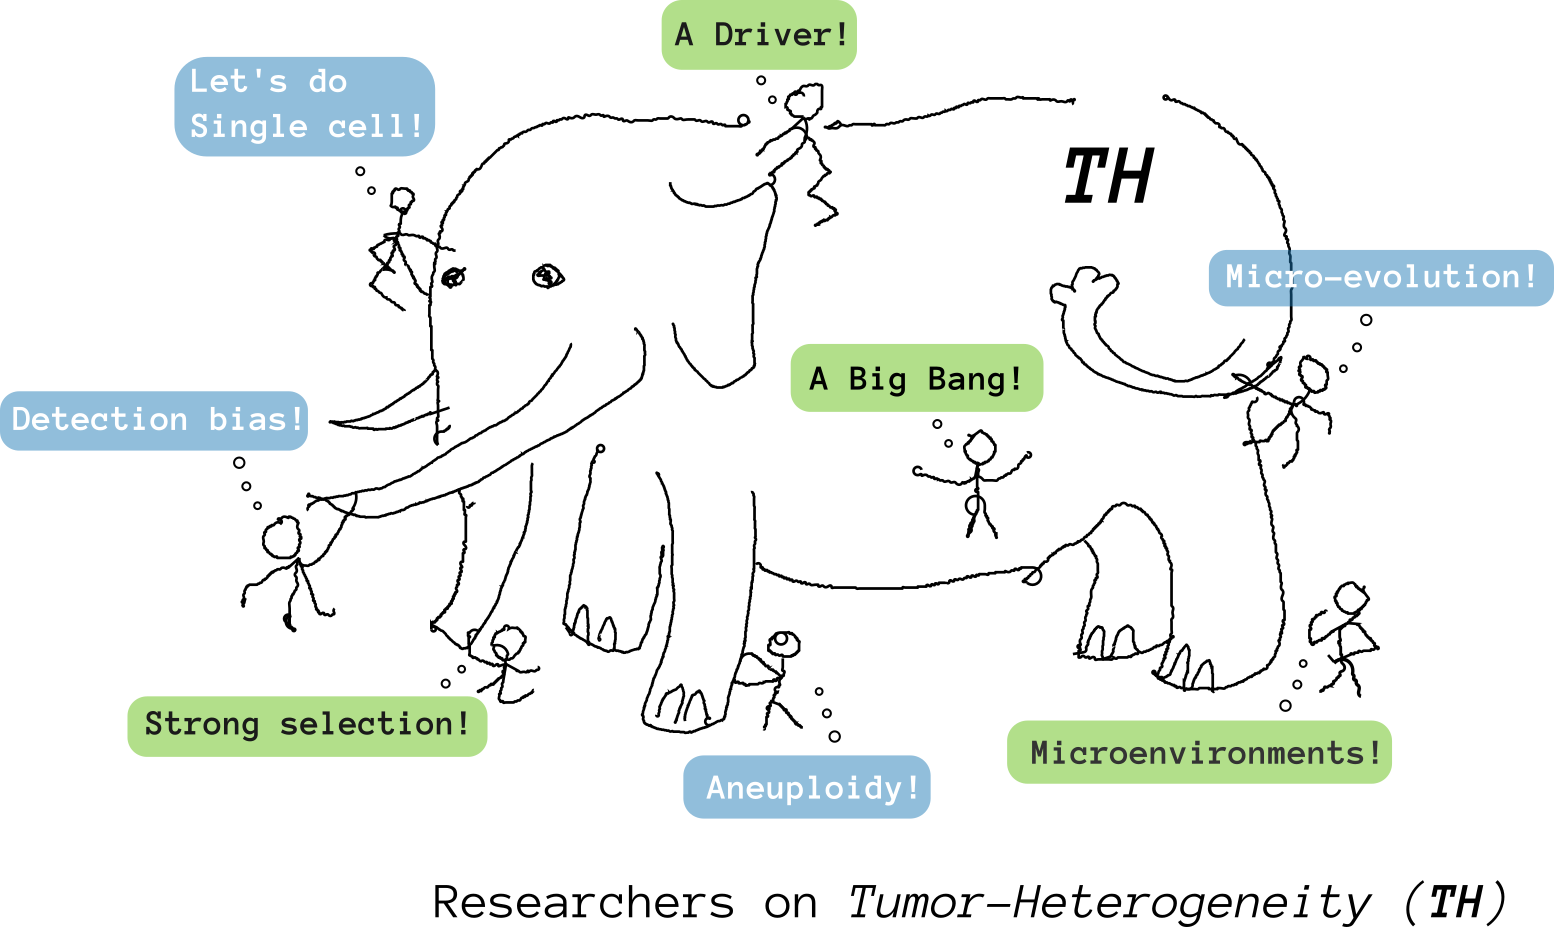 A Driver!
Let's do
Single cell!
TH
Micro-evolution!
A Big Bang!
Detection bias!
Strong selection!
Aneuploidy!
Microenvironments!
Researchers on Tumor-Heterogeneity (TH)